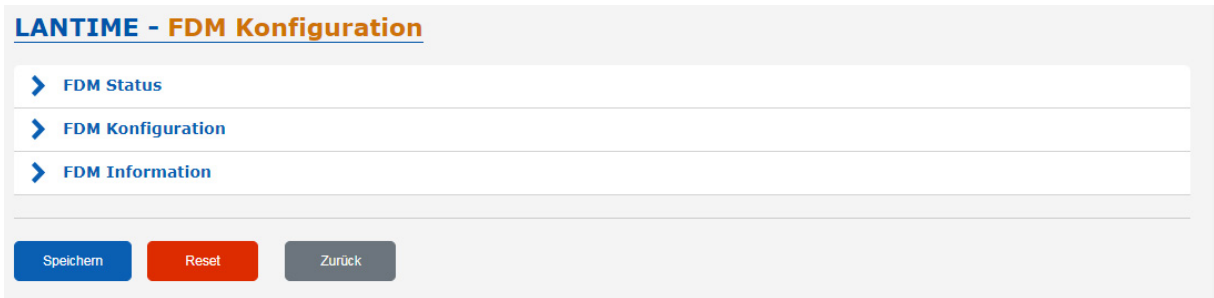 LANTIME - FDM Konfiguration
FDM Status
FDM Konfiguration
FDM Information
Speichern Reset Zurück